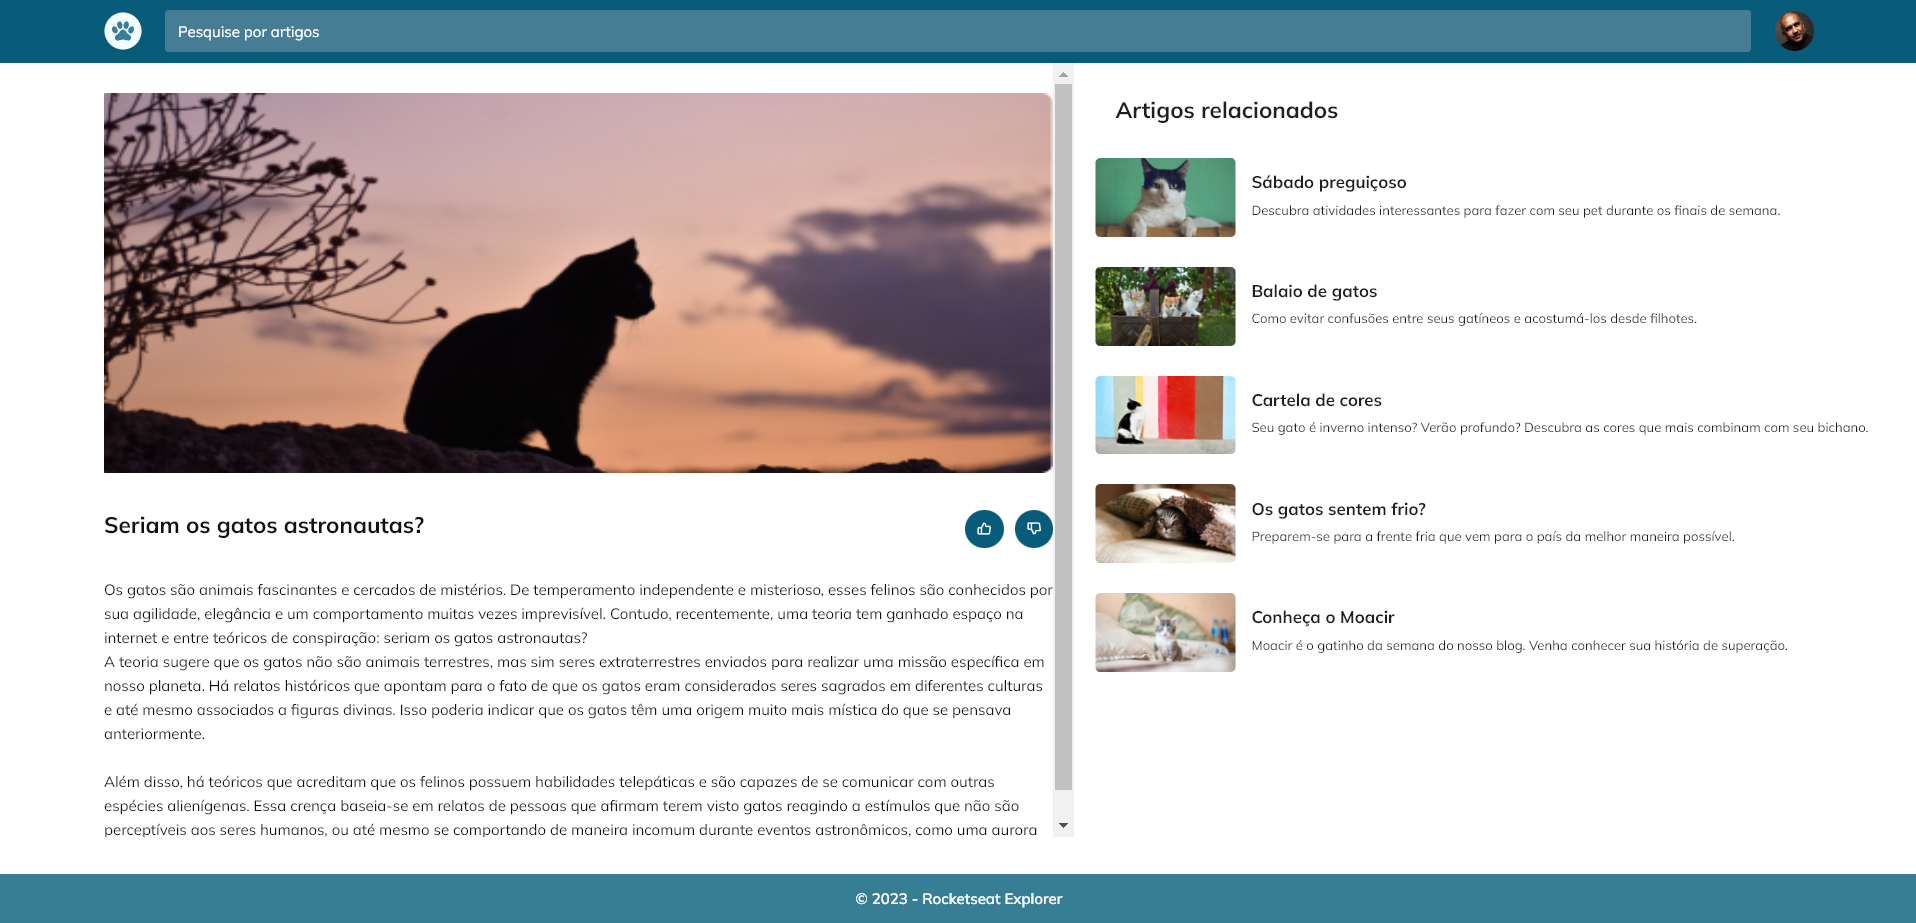 Pesquise por artigos
Seriam os gatos astronautas?
Os gatos são animais fascinantes e cercados de mistérios. De temperamento independente e misterioso, esses felinos são conhecidos por
sua agilidade, elegância e um comportamento muitas vezes imprevisível. Contudo, recentemente, uma teoria tem ganhado espaço na
internet e entre teóricos de conspiração: seriam os gatos astronautas?
A teoria sugere que os gatos não são animais terrestres, mas sim seres extraterrestres enviados para realizar uma missão específica em
nosso planeta. Há relatos históricos que apontam para o fato de que os gatos eram considerados seres sagrados em diferentes culturas
e até mesmo associados a figuras divinas. Isso poderia indicar que os gatos têm uma origem muito mais mística do que se pensava
anteriormente.
Além disso, há teóricos que acreditam que os felinos possuem habilidades telepáticas e são capazes de se comunicar com outras
espécies alienígenas. Essa crença baseia-se em relatos de pessoas que afirmam terem visto gatos reagindo a estímulos que não são
perceptíveis aos seres humanos, ou até mesmo se comportando de maneira incomum durante eventos astronômicos, como uma aurora
Artigos relacionados
Sábado preguiçoso
Descubra atividades interessantes para fazer com seu pet durante os finais de semana.
Balaio de gatos
Como evitar confusões entre seus gatíneos e acostumá-los desde filhotes.
Cartela de cores
Seu gato é inverno intenso? Verão profundo? Descubra as cores que mais combinam com seu bichano.
Os gatos sentem frio?
Preparem-se para a frente fria que vem para o país da melhor maneira possível.
Conheça o Moacir
Moacir é o gatinho da semana do nosso blog. Venha conhecer sua história de superação.
© 2023 - Rocketseat Explorer